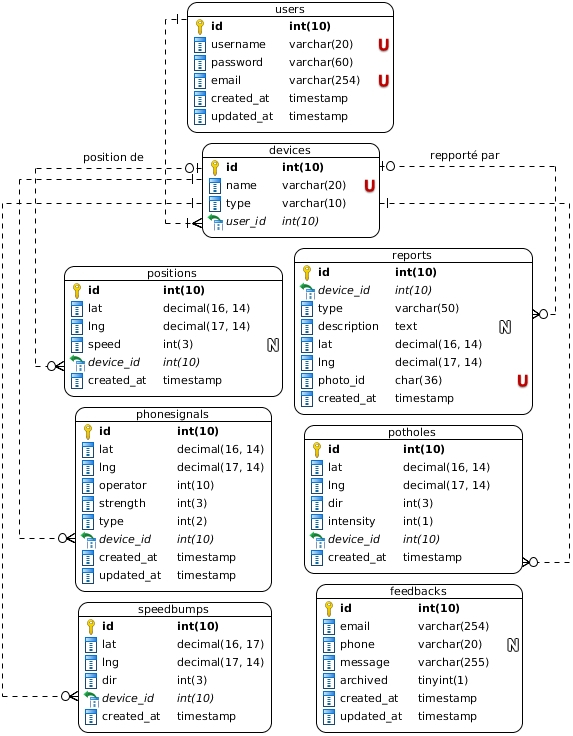 users
id int(10)
username varchar(20) U
password varchar(60)
email varchar(254) U
created_at timestamp
updated_at timestamp
devices
id int(10)
name varchar(20) U
type varchar(10)
user_id int(10)
position de
repporté par
positions
id int(10)
lat decimal(16, 14)
lng decimal(17, 14)
speed int(3) N
device_id int(10)
created_at timestamp
reports
id int(10)
device_id int(10)
type varchar(50)
description text N
lat decimal(16, 14)
lng decimal(17, 14)
photo_id char(36) U
created_at timestamp
phonesignals
id int(10)
lat decimal(16, 14)
lng decimal(17, 14)
operator int(10)
strength int(3)
type int(2)
device_id int(10)
created_at timestamp
updated_at timestamp
potholes
id int(10)
lat decimal(16, 14)
lng decimal(17, 14)
dir int(3)
intensity int(1)
device_id int(10)
created_at timestamp
speedbumps
id int(10)
lat decimal(16, 17)
lng decimal(17, 14)
dir int(3)
device_id int(10)
created_at timestamp
feedbacks
id int(10)
email varchar(254)
phone varchar(20) N
message varchar(255)
archived tinyint(1)
created_at timestamp
updated_at timestamp